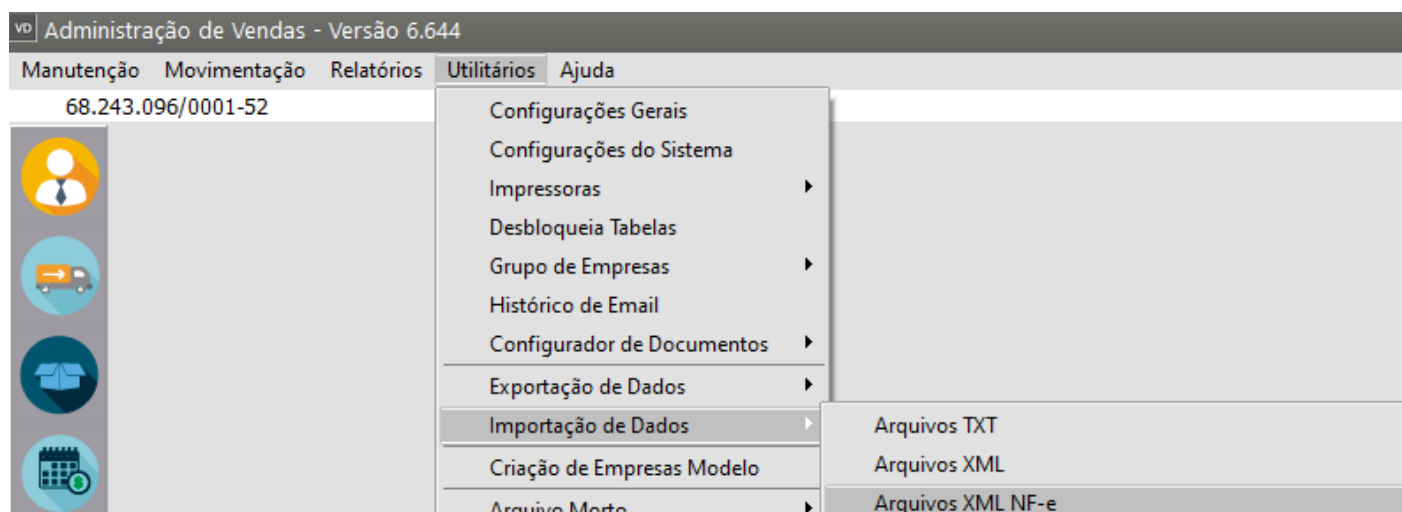 VD Administração de Vendas - Versão 6.644
Manutenção Movimentação Relatórios Utilitários Ajuda
68.243.096/0001-52
Configurações Gerais
Configurações do Sistema
Impressoras
Desbloqueia Tabelas
Grupo de Empresas
Histórico de Email
Configurador de Documentos
Exportação de Dados
Importação de Dados
Arquivos TXT
Criação de Empresas Modelo
Arquivos XML
Arquivo Morto
Arquivos XML NF-e